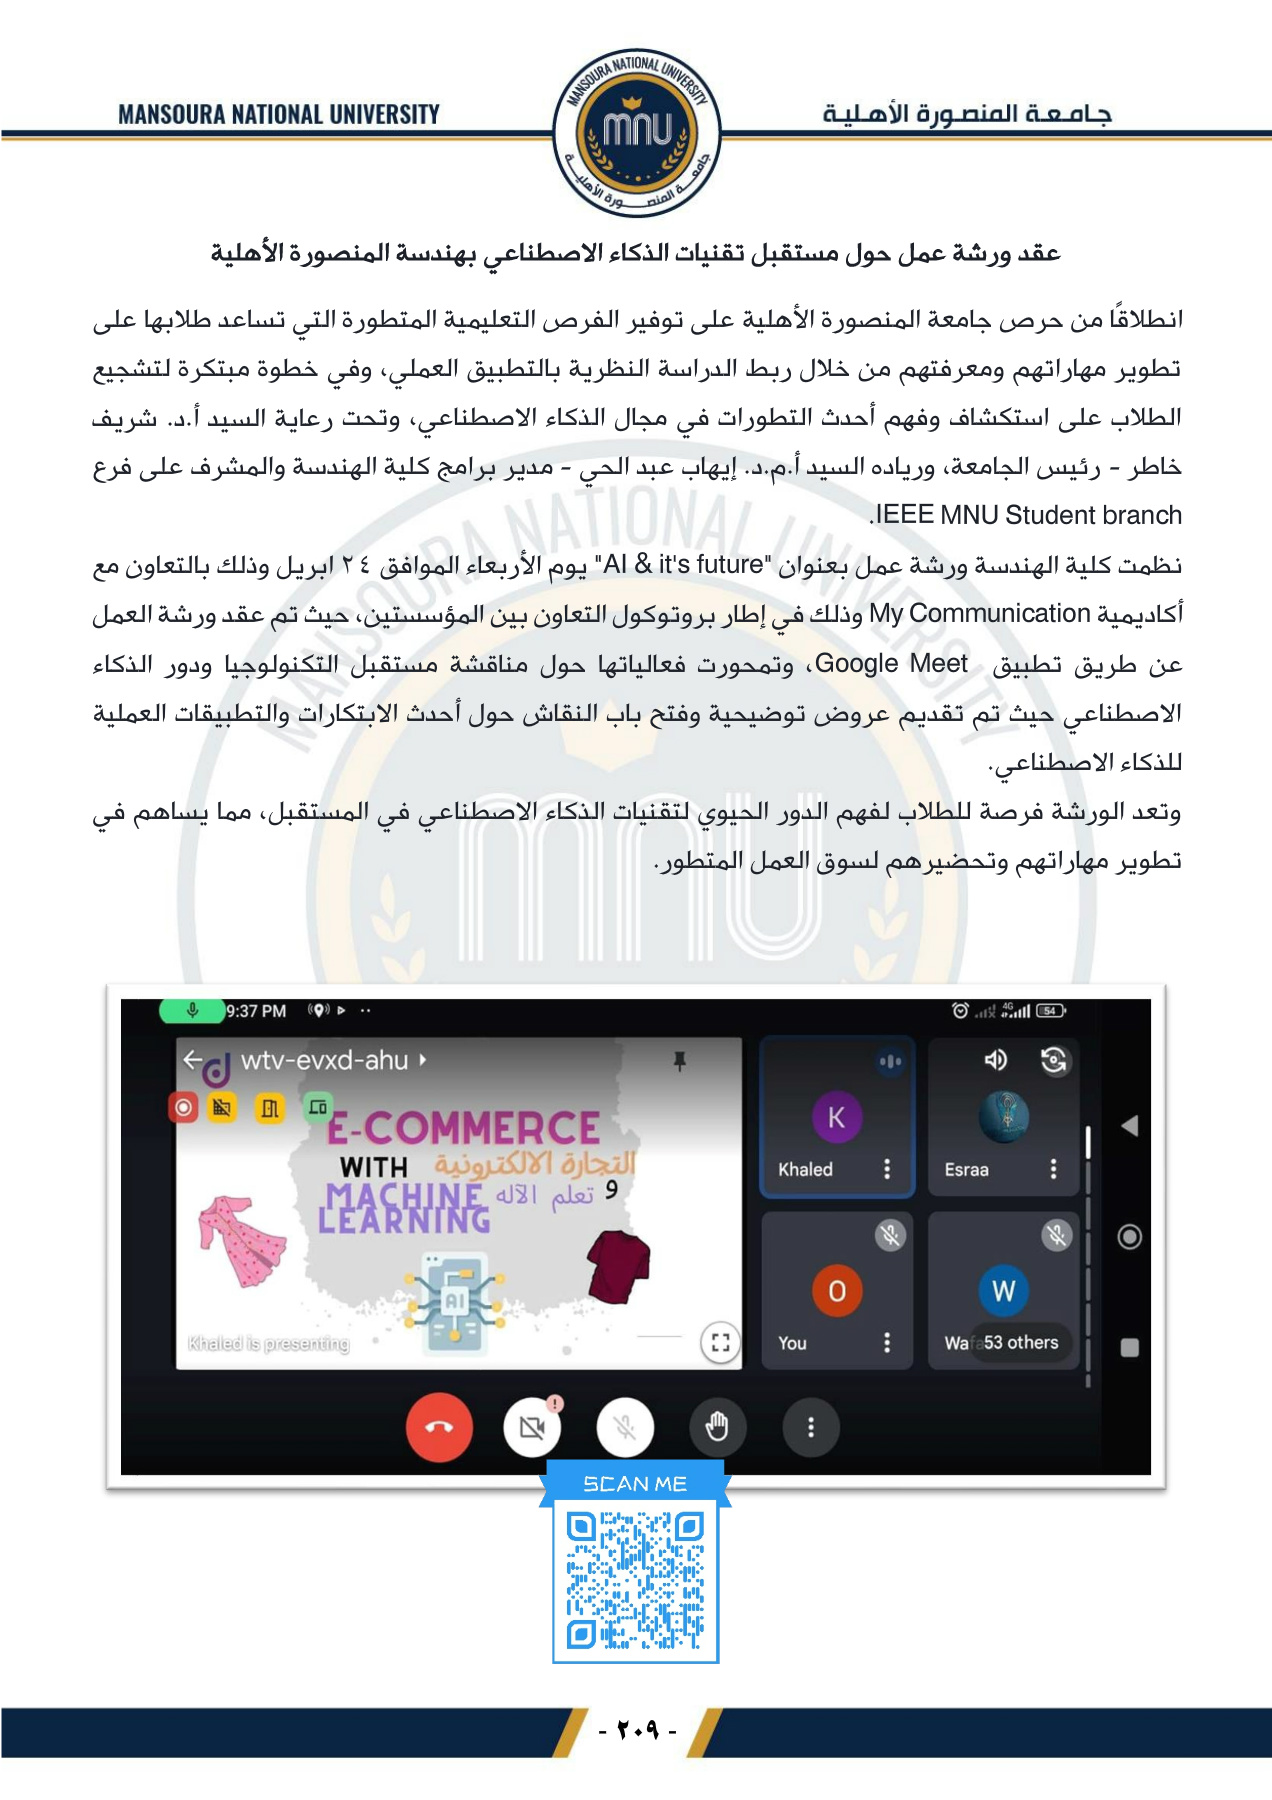 MANSOURA NATIONAL UNIVERSITY
جامعة المنصورة الأهلية
MANSOURA NATIONAL UNIVERSITY
mnu
جامعة المنصورة الأهلية
عقد ورشة عمل حول مستقبل تقنيات الذكاء الاصطناعي بهندسة المنصورة الأهلية
انطلاقًا من حرص جامعة المنصورة الأهلية على توفير الفرص التعليمية المتطورة التي تساعد طلابها على
تطوير مهاراتهم ومعرفتهم من خلال ربط الدراسة النظرية بالتطبيق العملي، وفي خطوة مبتكرة لتشجيع
الطلاب على استكشاف وفهم أحدث التطورات في مجال الذكاء الاصطناعي، وتحت رعاية السيد أ.د. شريف
خاطر - رئيس الجامعة، ورياده السيد أ.م.د. إيهاب عبد الحي - مدير برامج كلية الهندسة والمشرف على فرع
IEEE MNU Student branch.
نظمت كلية الهندسة ورشة عمل بعنوان "AI & it's future" يوم الأربعاء الموافق ٢٤ ابريل وذلك بالتعاون مع
أكاديمية My Communication وذلك في إطار بروتوكول التعاون بين المؤسستين، حيث تم عقد ورشة العمل
عن طريق تطبيق Google Meet، وتمحورت فعالياتها حول مناقشة مستقبل التكنولوجيا ودور الذكاء
الاصطناعي حيث تم تقديم عروض توضيحية وفتح باب النقاش حول أحدث الابتكارات والتطبيقات العملية
للذكاء الاصطناعي.
وتعد الورشة فرصة للطلاب لفهم الدور الحيوي لتقنيات الذكاء الاصطناعي في المستقبل، مما يساهم في
تطوير مهاراتهم وتحضيرهم لسوق العمل المتطور.
MANSOURA NATIONAL UNIVERSITY
mnu
9:37 PM
4G
54
wtv-evxd-ahu
E-COMMERCE
WITH التجارة الالكترونية
MACHINE و تعلم الآله
LEARNING
AI
Khaled is presenting
K
Khaled
Esraa
O
You
W
Wafa 53 others
SCAN ME
- ٢٠٩ -